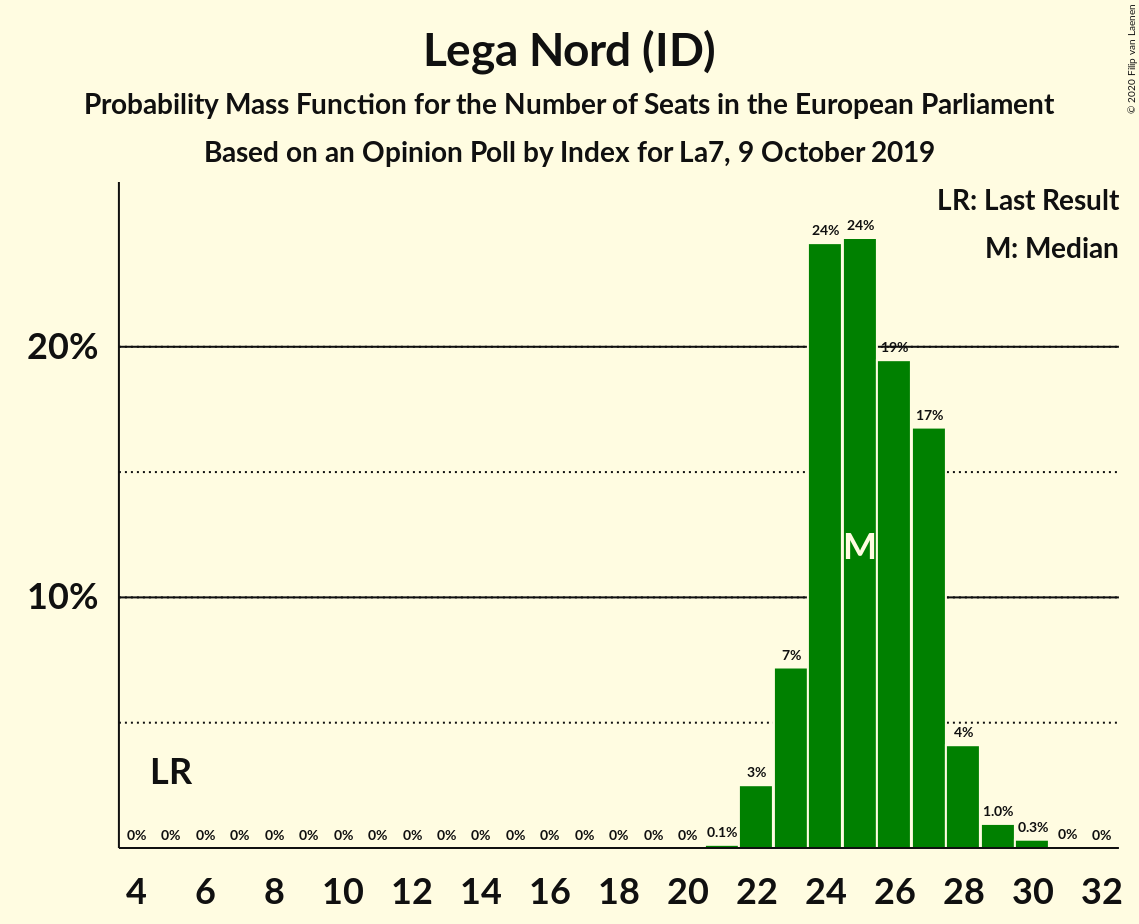 Lega Nord (ID)
Probability Mass Function for the Number of Seats in the European Parliament
Based on an Opinion Poll by Index for La7, 9 October 2019
© 2020 Filip van Laenen
LR: Last Result
M: Median
20%
10%
24% 24%
19%
17%
7%
4%
3%
1.0%
0.3%
0.1%
M
LR
0% 0% 0% 0% 0% 0% 0% 0% 0% 0% 0% 0% 0% 0% 0% 0% 0% 0% 0%
4 6 8 10 12 14 16 18 20 22 24 26 28 30 32